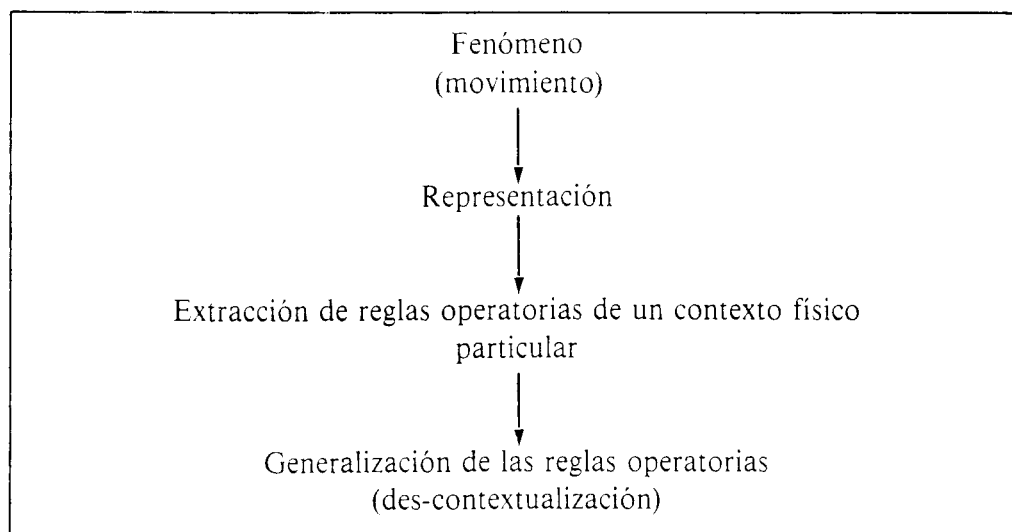 Fenómeno
(movimiento)
Representación
Extracción de reglas operatorias de un contexto físico
particular
Generalización de las reglas operatorias
(des-contextualización)